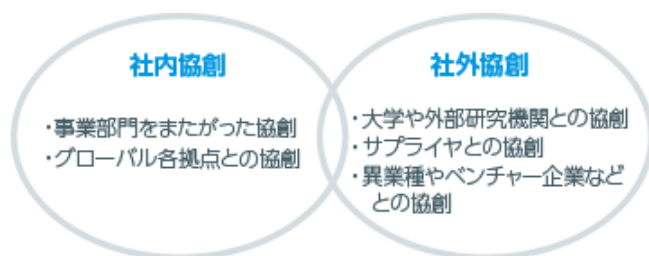 社内協創
・事業部門をまたがった協創
・グローバル各拠点との協創
社外協創
・大学や外部研究機関との協創
・サプライヤとの協創
・異業種やベンチャー企業など
との協創